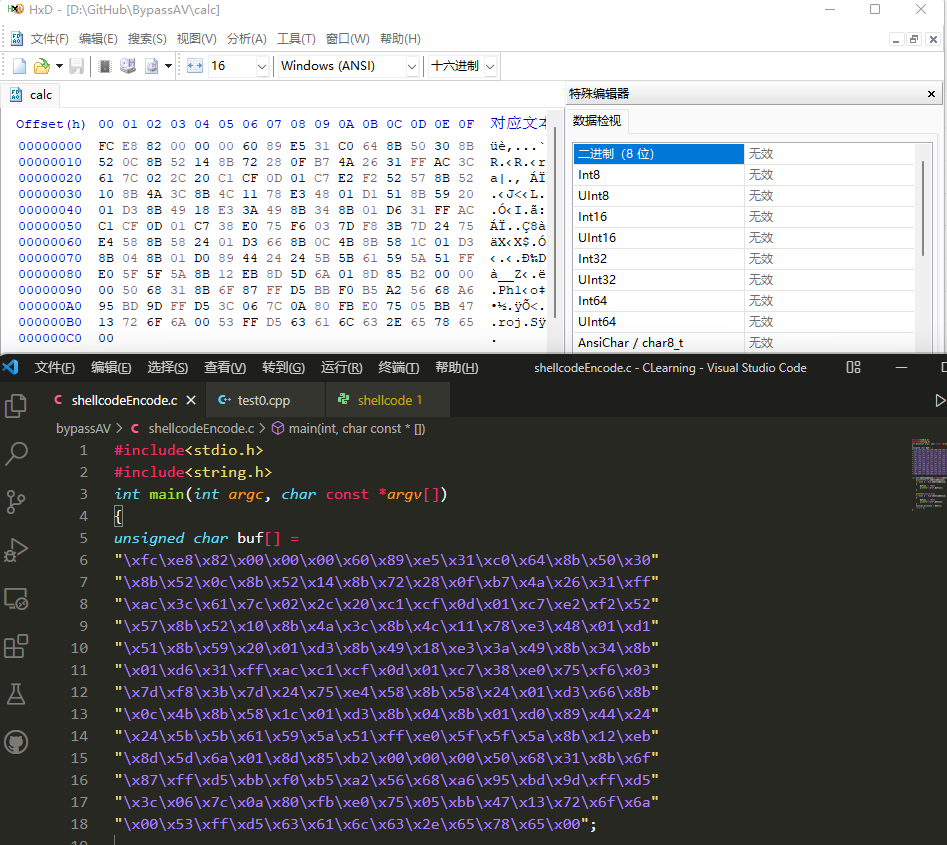 HxD - [D:\GitHub\BypassAV\calc]
文件(F) 编辑(E) 搜索(S) 视图(V) 分析(A) 工具(T) 窗口(W) 帮助(H)
16 Windows (ANSI) 十六进制
calc
Offset(h) 00 01 02 03 04 05 06 07 08 09 0A 0B 0C 0D 0E 0F 对应文本
00000000 FC E8 82 00 00 00 60 89 E5 31 C0 64 8B 50 30 8B üè‚...`
00000010 52 0C 8B 52 14 8B 72 28 0F B7 4A 26 31 FF AC 3C R.‹R.‹r
00000020 61 7C 02 2C 20 C1 CF 0D 01 C7 E2 F2 52 57 8B 52 a|., ÁÏ
00000030 10 8B 4A 3C 8B 4C 11 78 E3 48 01 D1 51 8B 59 20 .‹J<‹L.
00000040 01 D3 8B 49 18 E3 3A 49 8B 34 8B 01 D6 31 FF AC .Ó‹I.ã:
00000050 C1 CF 0D 01 C7 38 E0 75 F6 03 7D F8 3B 7D 24 75 ÁÏ..Ç8à
00000060 E4 58 8B 58 24 01 D3 66 8B 0C 4B 8B 58 1C 01 D3 äX‹X$.Ó
00000070 8B 04 8B 01 D0 89 44 24 24 5B 5B 61 59 5A 51 FF ‹.‹.ЉD
00000080 E0 5F 5F 5A 8B 12 EB 8D 5D 6A 01 8D 85 B2 00 00 à__Z‹.ë
00000090 00 50 68 31 8B 6F 87 FF D5 BB F0 B5 A2 56 68 A6 .Ph1‹o‡
000000A0 95 BD 9D FF D5 3C 06 7C 0A 80 FB E0 75 05 BB 47 •½.ÿÕ<.
000000B0 13 72 6F 6A 00 53 FF D5 63 61 6C 63 2E 65 78 65 .roj.Sÿ
000000C0 00 .
特殊编辑器
数据检视
二进制（8 位） 无效
Int8 无效
UInt8 无效
Int16 无效
UInt16 无效
Int32 无效
UInt32 无效
Int64 无效
UInt64 无效
AnsiChar / char8_t 无效
文件(F) 编辑(E) 选择(S) 查看(V) 转到(G) 运行(R) 终端(T) 帮助(H) shellcodeEncode.c - CLearning - Visual Studio Code
C shellcodeEncode.c test0.cpp shellcode 1
bypassAV > C shellcodeEncode.c > main(int, char const * [])
1 #include<stdio.h>
2 #include<string.h>
3 int main(int argc, char const *argv[])
4 {
5 unsigned char buf[] =
6 "\xfc\xe8\x82\x00\x00\x00\x60\x89\xe5\x31\xc0\x64\x8b\x50\x30"
7 "\x8b\x52\x0c\x8b\x52\x14\x8b\x72\x28\x0f\xb7\x4a\x26\x31\xff"
8 "\xac\x3c\x61\x7c\x02\x2c\x20\xc1\xcf\x0d\x01\xc7\xe2\xf2\x52"
9 "\x57\x8b\x52\x10\x8b\x4a\x3c\x8b\x4c\x11\x78\xe3\x48\x01\xd1"
10 "\x51\x8b\x59\x20\x01\xd3\x8b\x49\x18\xe3\x3a\x49\x8b\x34\x8b"
11 "\x01\xd6\x31\xff\xac\xc1\xcf\x0d\x01\xc7\x38\xe0\x75\xf6\x03"
12 "\x7d\xf8\x3b\x7d\x24\x75\xe4\x58\x8b\x58\x24\x01\xd3\x66\x8b"
13 "\x0c\x4b\x8b\x58\x1c\x01\xd3\x8b\x04\x8b\x01\xd0\x89\x44\x24"
14 "\x24\x5b\x5b\x61\x59\x5a\x51\xff\xe0\x5f\x5f\x5a\x8b\x12\xeb"
15 "\x8d\x5d\x6a\x01\x8d\x85\xb2\x00\x00\x00\x50\x68\x31\x8b\x6f"
16 "\x87\xff\xd5\xbb\xf0\xb5\xa2\x56\x68\xa6\x95\xbd\x9d\xff\xd5"
17 "\x3c\x06\x7c\x0a\x80\xfb\xe0\x75\x05\xbb\x47\x13\x72\x6f\x6a"
18 "\x00\x53\xff\xd5\x63\x61\x6c\x63\x2e\x65\x78\x65\x00";